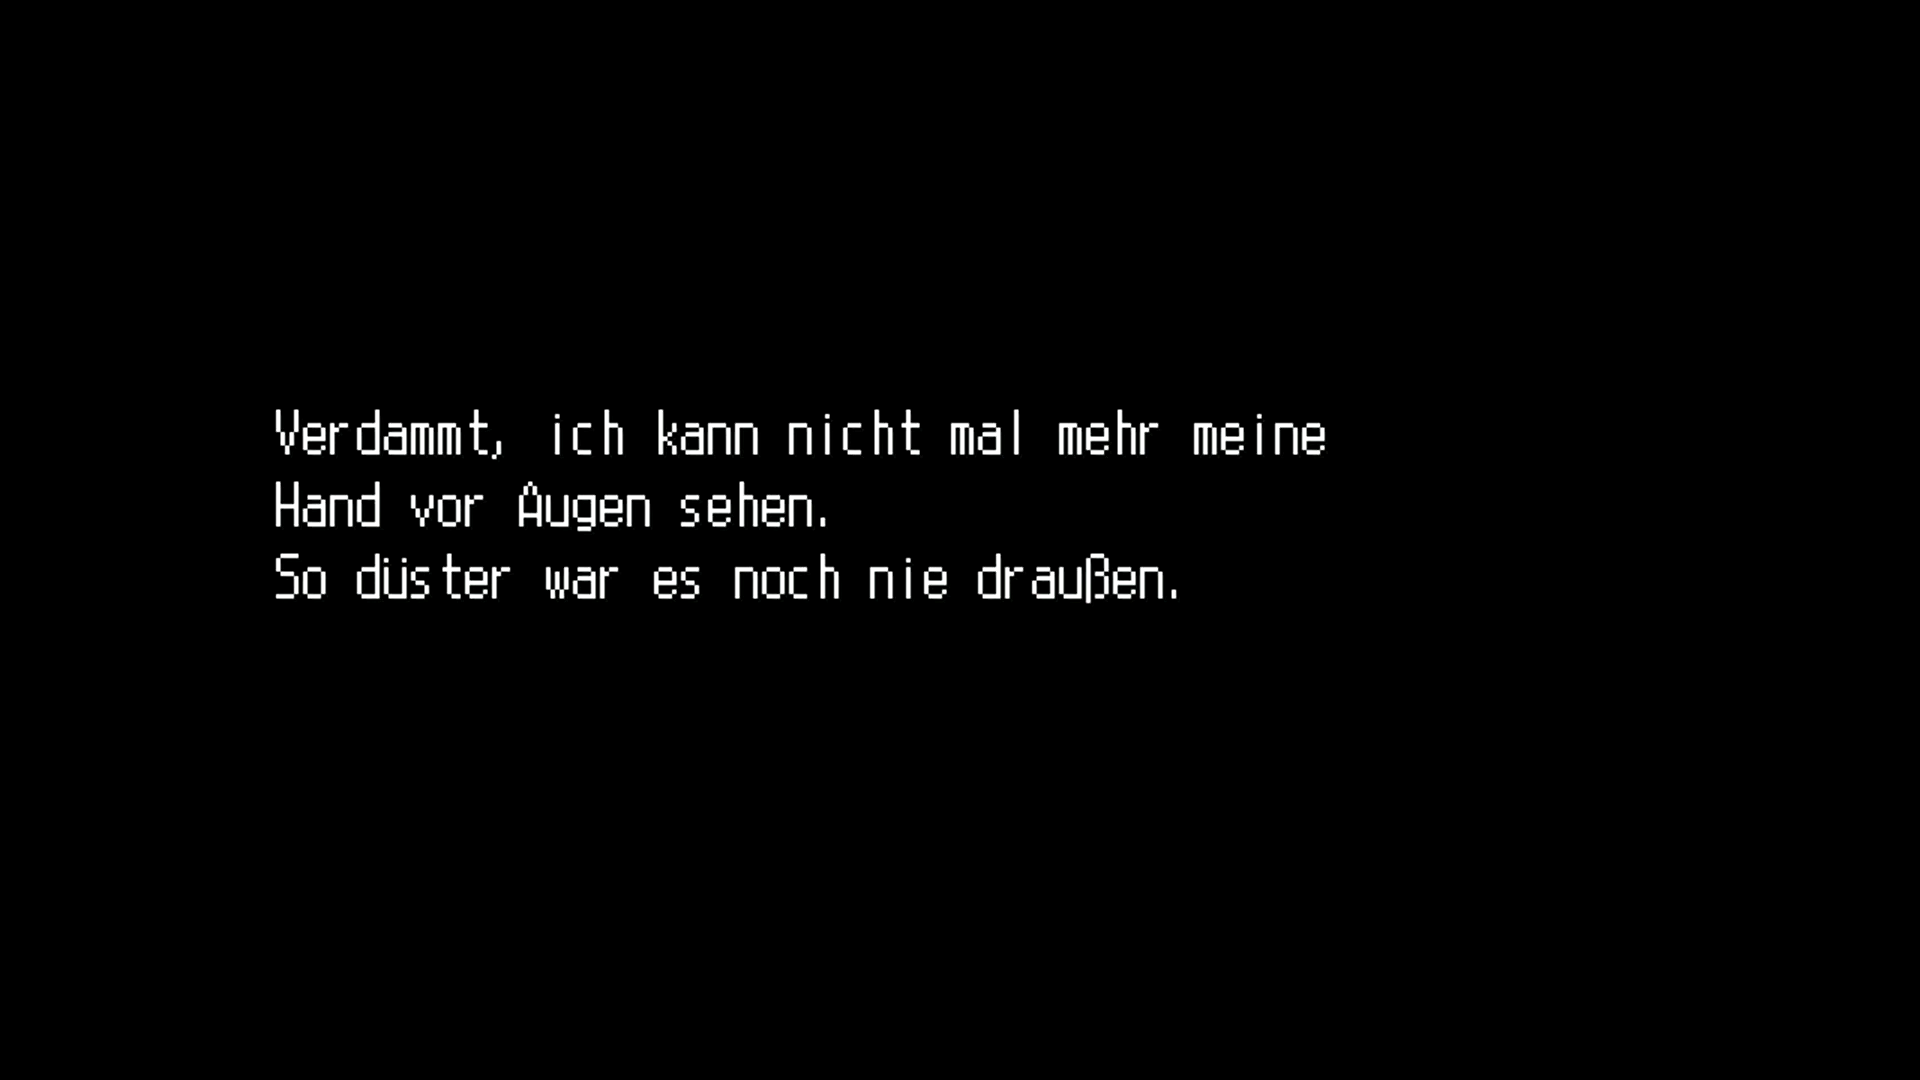 Verdammt, ich kann nicht mal mehr meine
Hand vor Augen sehen.
So düster war es noch nie draußen.